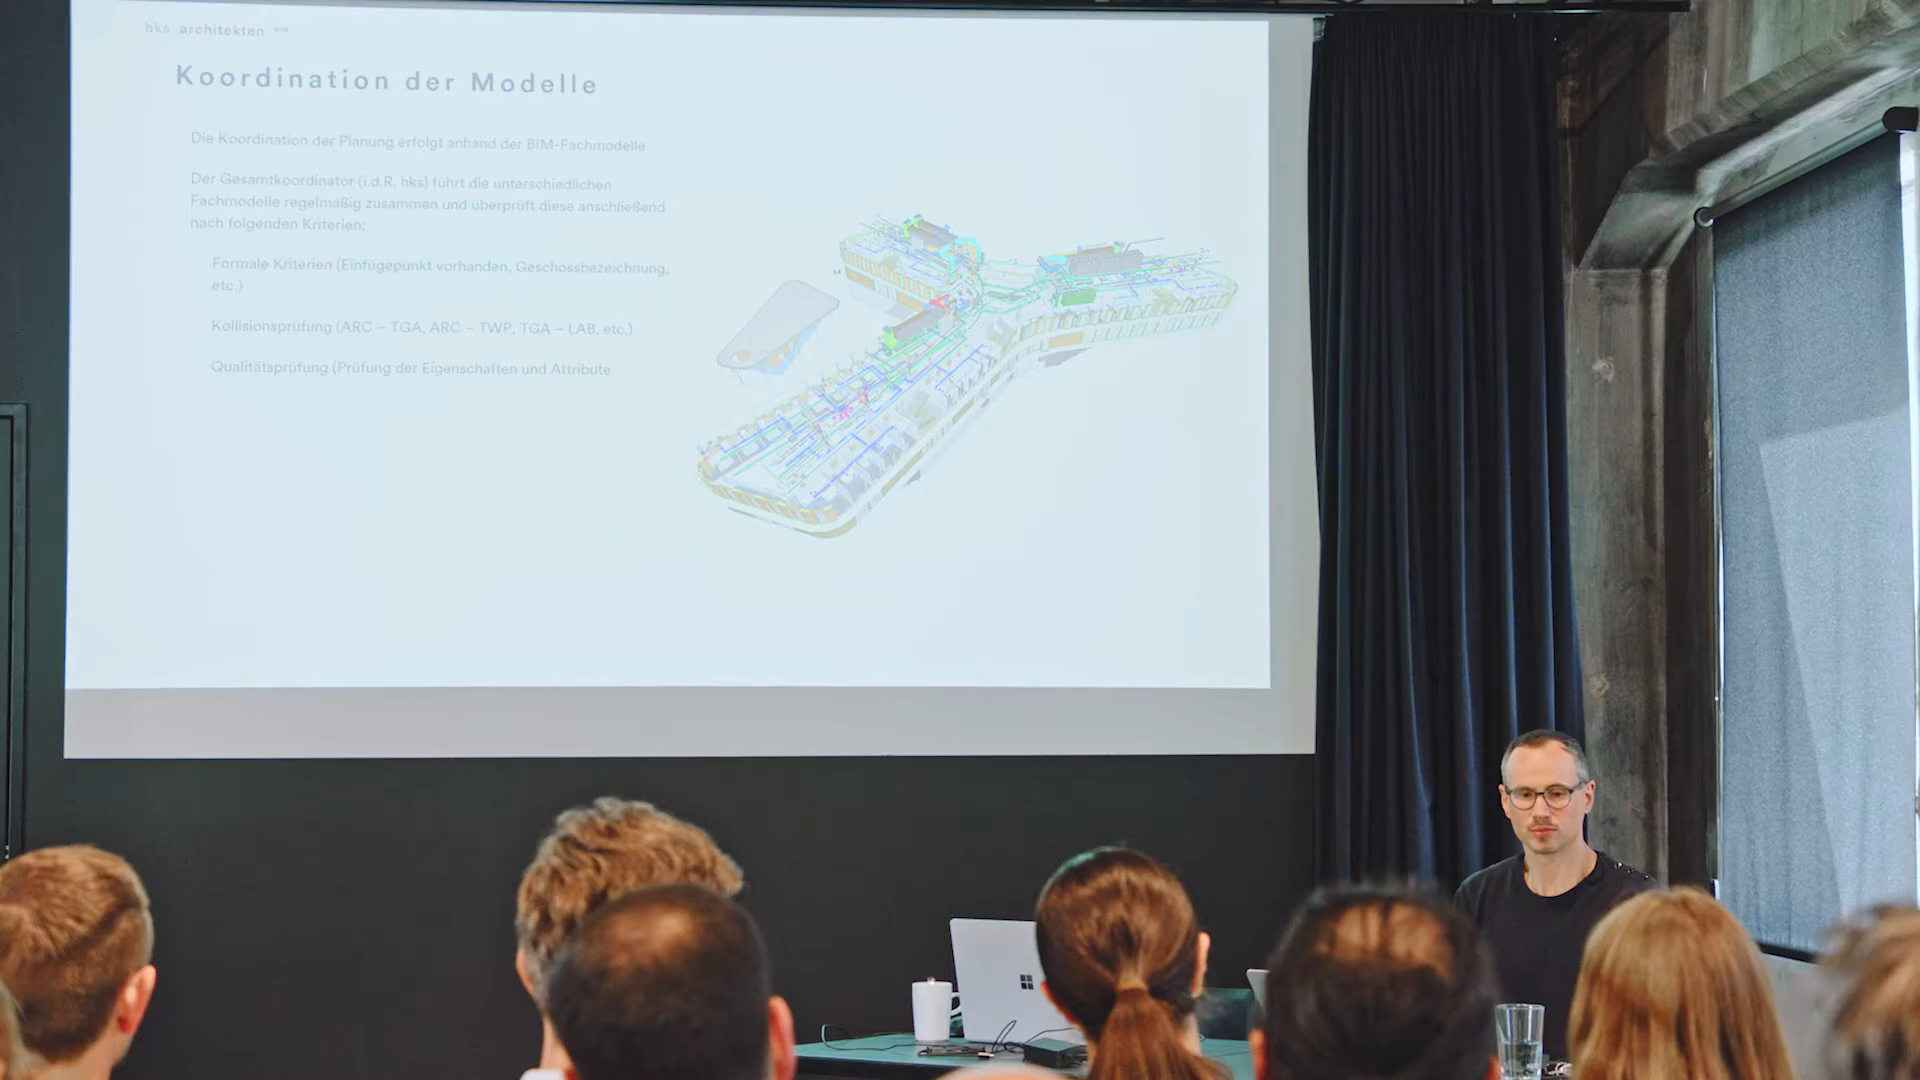 hks architekten
Koordination der Modelle
Die Koordination der Planung erfolgt anhand der BIM-Fachmodelle
Der Gesamtkoordinator (i.d.R. hks) führt die unterschiedlichen
Fachmodelle regelmäßig zusammen und überprüft diese anschließend
nach folgenden Kriterien:
Formale Kriterien (Einfügepunkt vorhanden, Geschossbezeichnung,
etc.)
Kollisionsprüfung (ARC – TGA, ARC – TWP, TGA – LAB, etc.)
Qualitätsprüfung (Prüfung der Eigenschaften und Attribute